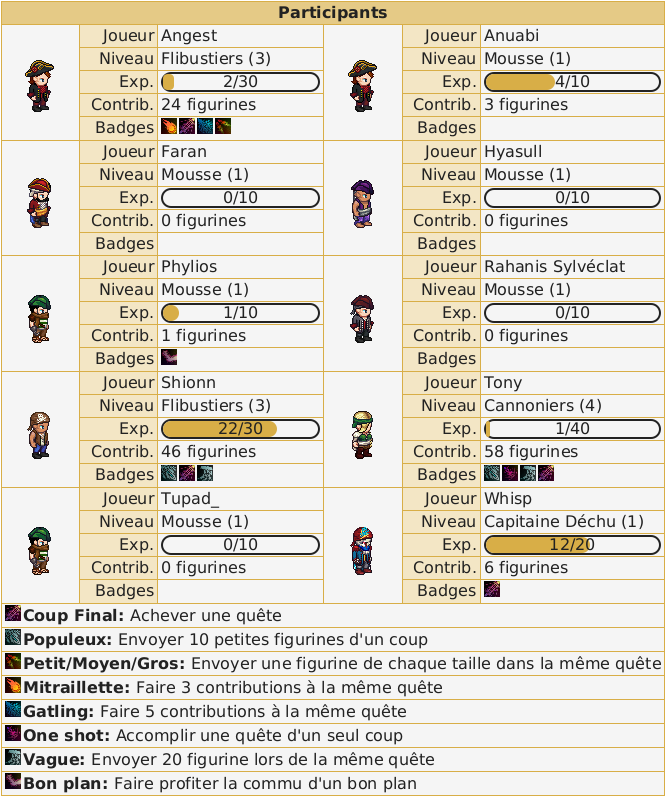 Participants
Joueur Angest
Niveau Flibustiers (3)
Exp. 2/30
Contrib. 24 figurines
Badges
Joueur Anuabi
Niveau Mousse (1)
Exp. 4/10
Contrib. 3 figurines
Badges
Joueur Faran
Niveau Mousse (1)
Exp. 0/10
Contrib. 0 figurines
Badges
Joueur Hyasull
Niveau Mousse (1)
Exp. 0/10
Contrib. 0 figurines
Badges
Joueur Phylios
Niveau Mousse (1)
Exp. 1/10
Contrib. 1 figurines
Badges
Joueur Rahanis Sylvéclat
Niveau Mousse (1)
Exp. 0/10
Contrib. 0 figurines
Badges
Joueur Shionn
Niveau Flibustiers (3)
Exp. 22/30
Contrib. 46 figurines
Badges
Joueur Tony
Niveau Cannoniers (4)
Exp. 1/40
Contrib. 58 figurines
Badges
Joueur Tupad_
Niveau Mousse (1)
Exp. 0/10
Contrib. 0 figurines
Badges
Joueur Whisp
Niveau Capitaine Déchu (1)
Exp. 12/20
Contrib. 6 figurines
Badges
Coup Final: Achever une quête
Populeux: Envoyer 10 petites figurines d'un coup
Petit/Moyen/Gros: Envoyer une figurine de chaque taille dans la même quête
Mitraillette: Faire 3 contributions à la même quête
Gatling: Faire 5 contributions à la même quête
One shot: Accomplir une quête d'un seul coup
Vague: Envoyer 20 figurine lors de la même quête
Bon plan: Faire profiter la commu d'un bon plan